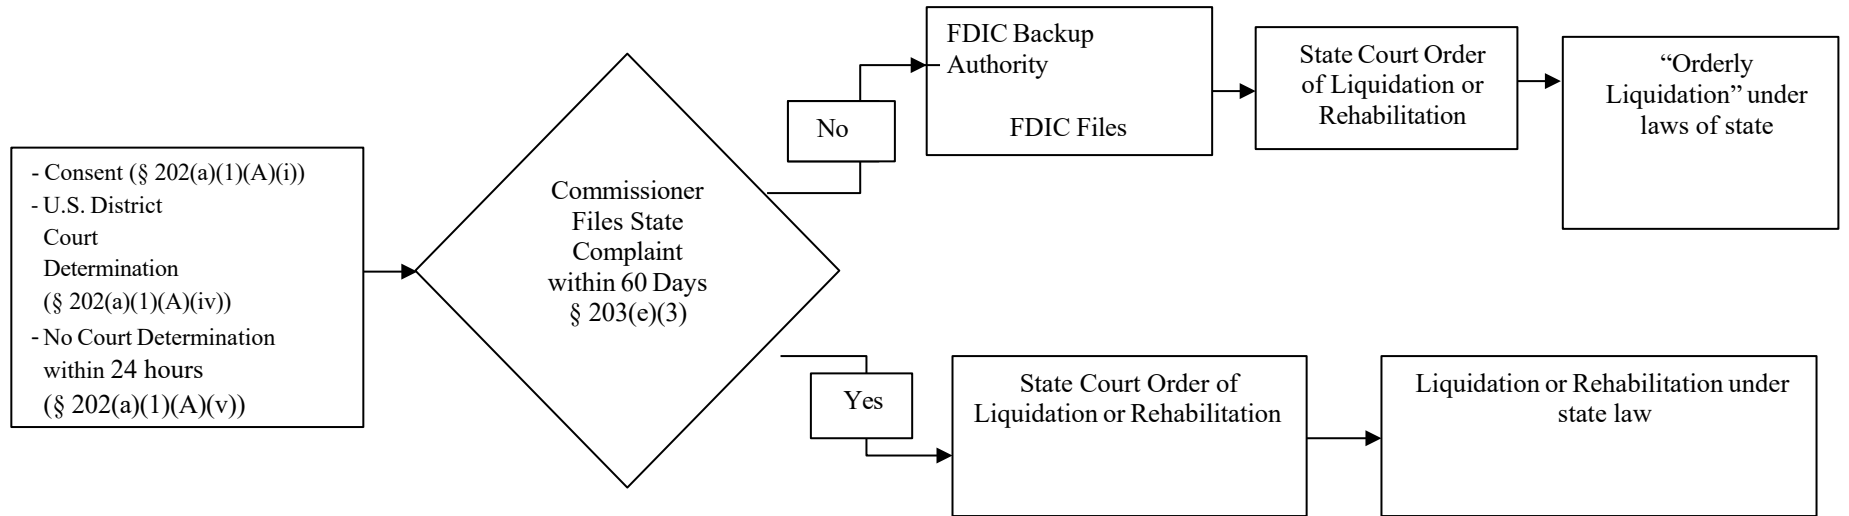 - Consent (§ 202(a)(1)(A)(i))
- U.S. District
Court
Determination
(§ 202(a)(1)(A)(iv))
- No Court Determination
within 24 hours
(§ 202(a)(1)(A)(v))
Commissioner
Files State
Complaint
within 60 Days
§ 203(e)(3)
No
FDIC Backup
Authority
FDIC Files
State Court Order
of Liquidation or
Rehabilitation
“Orderly
Liquidation” under
laws of state
Yes
State Court Order of
Liquidation or Rehabilitation
Liquidation or Rehabilitation under
state law